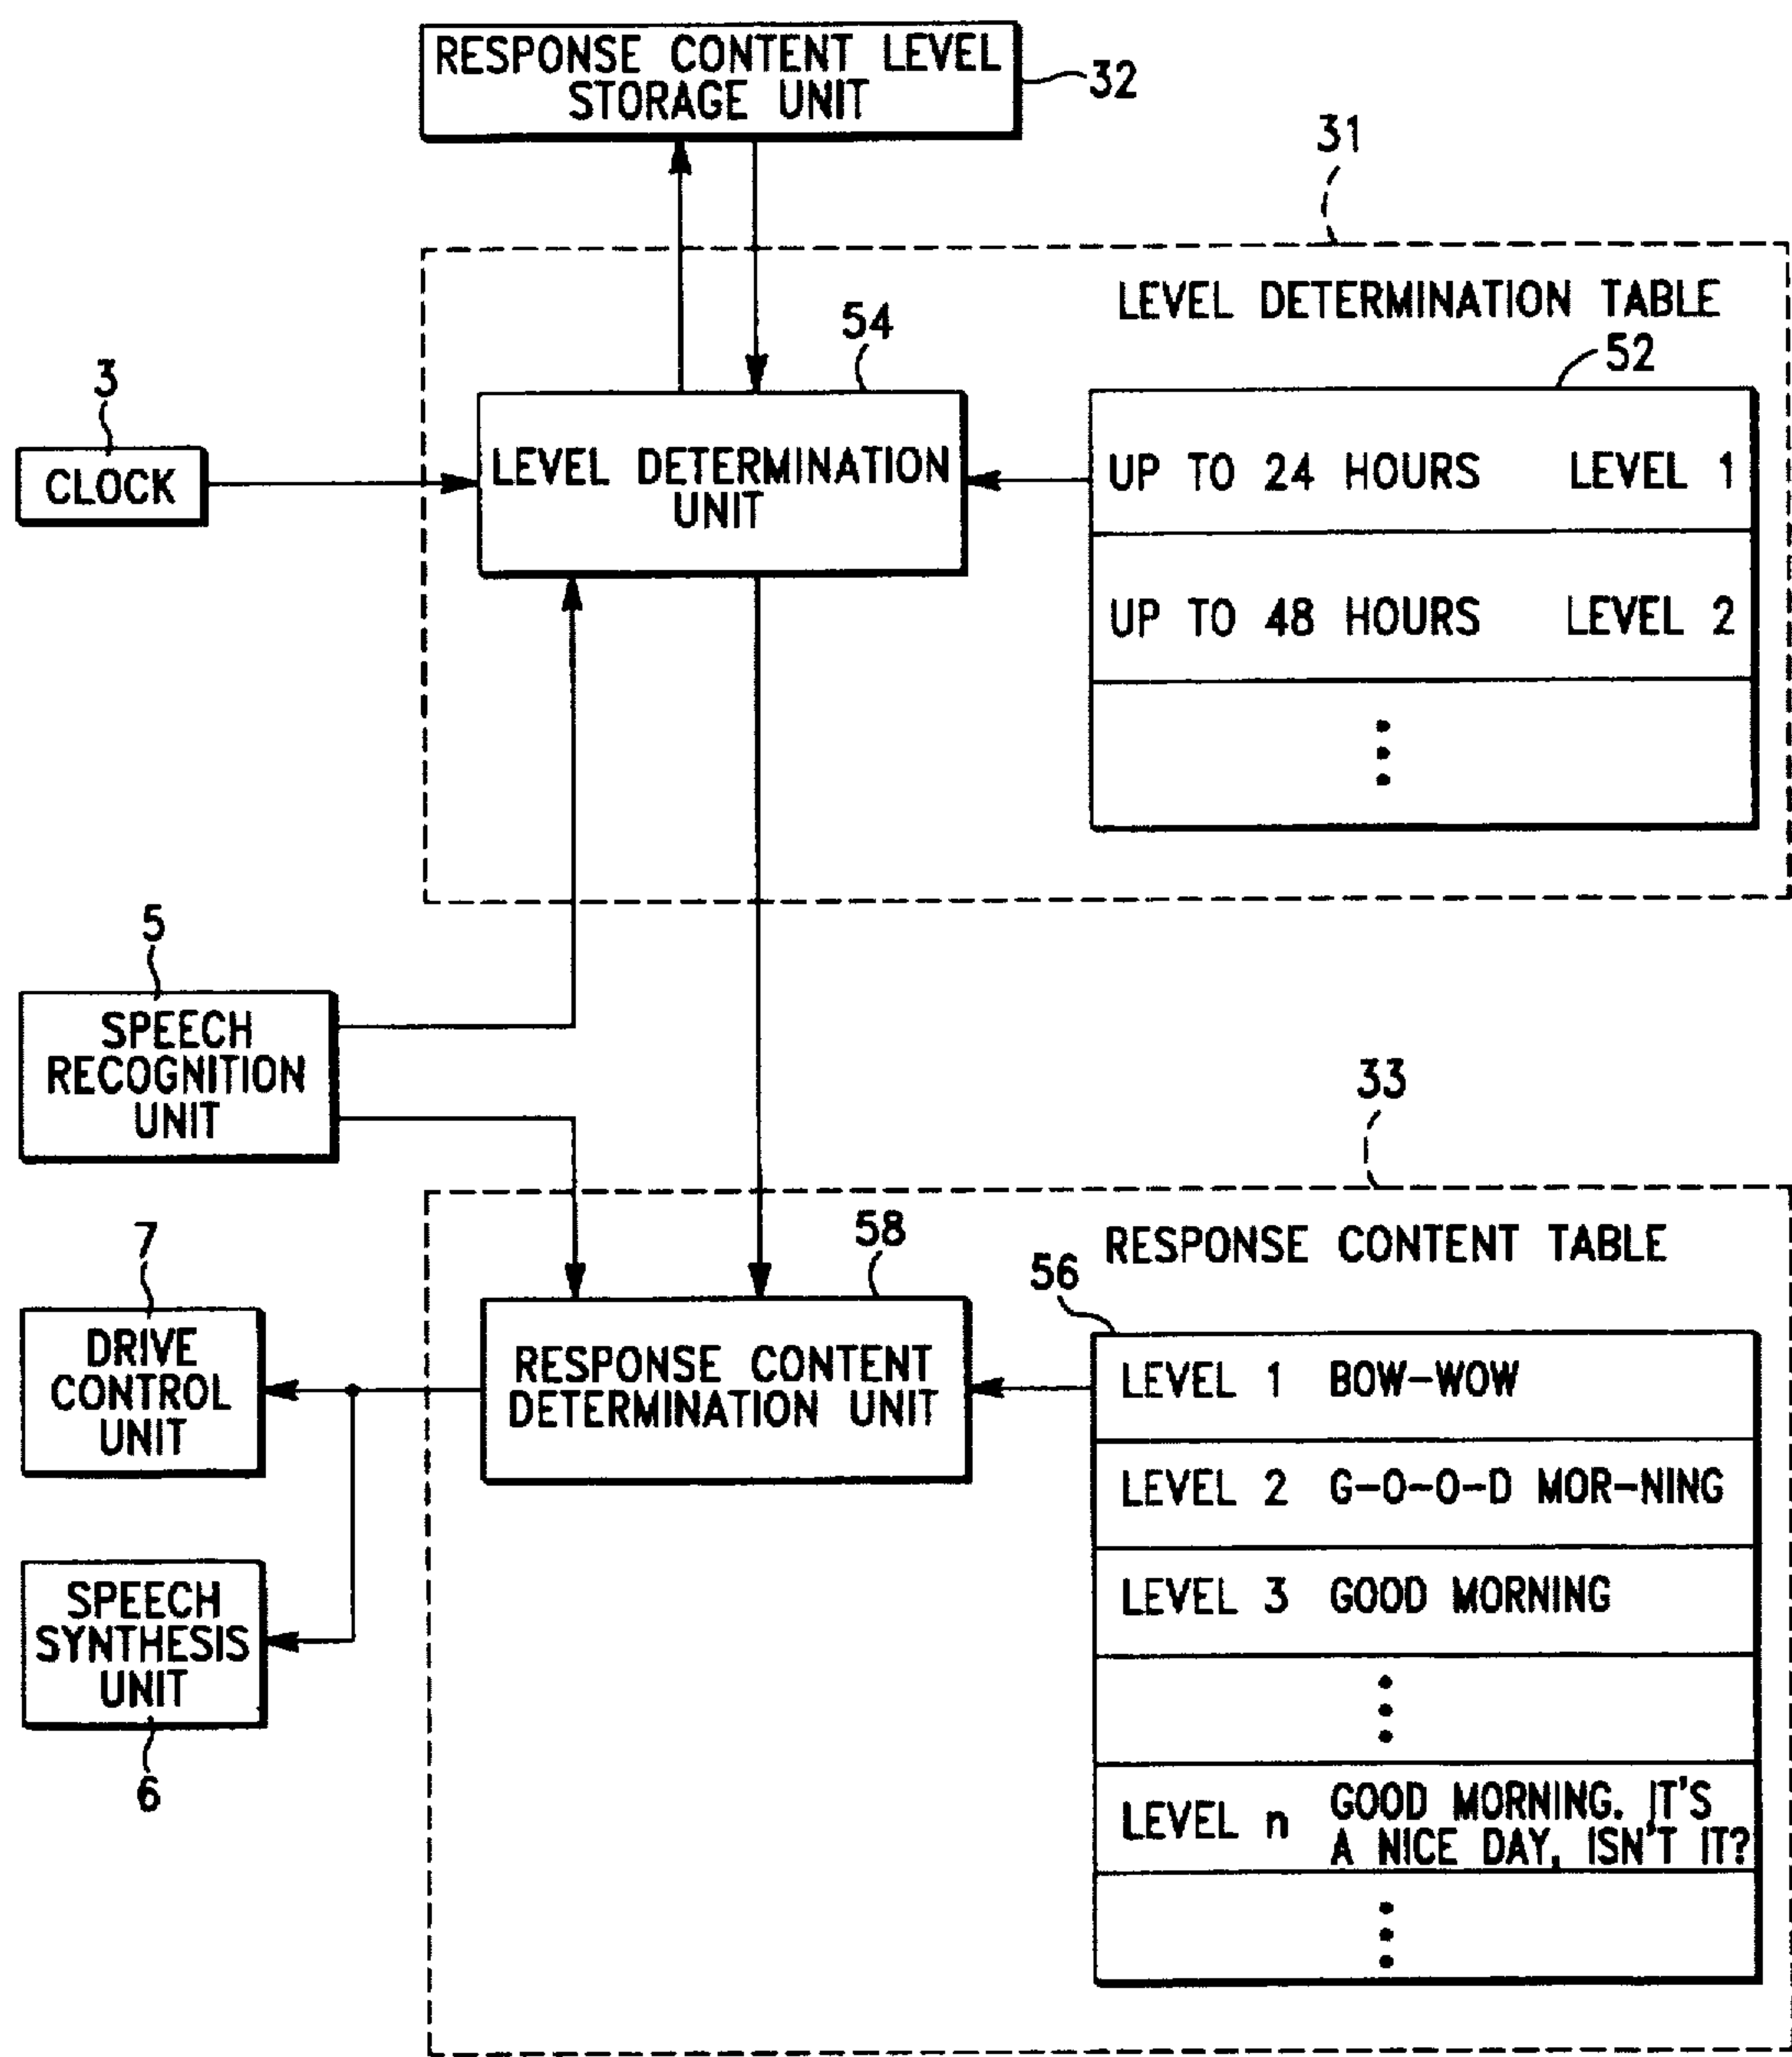 RESPONSE CONTENT LEVEL
STORAGE UNIT
32
31
LEVEL DETERMINATION TABLE
54
52
3
CLOCK
LEVEL DETERMINATION
UNIT
UP TO 24 HOURS LEVEL 1
UP TO 48 HOURS LEVEL 2
5
SPEECH
RECOGNITION
UNIT
33
RESPONSE CONTENT TABLE
58
56
7
DRIVE
CONTROL
UNIT
RESPONSE CONTENT
DETERMINATION UNIT
LEVEL 1 BOW-WOW
LEVEL 2 G-O-O-D MOR-NING
LEVEL 3 GOOD MORNING
SPEECH
SYNTHESIS
UNIT
6
LEVEL n GOOD MORNING. IT'S
A NICE DAY, ISN'T IT?